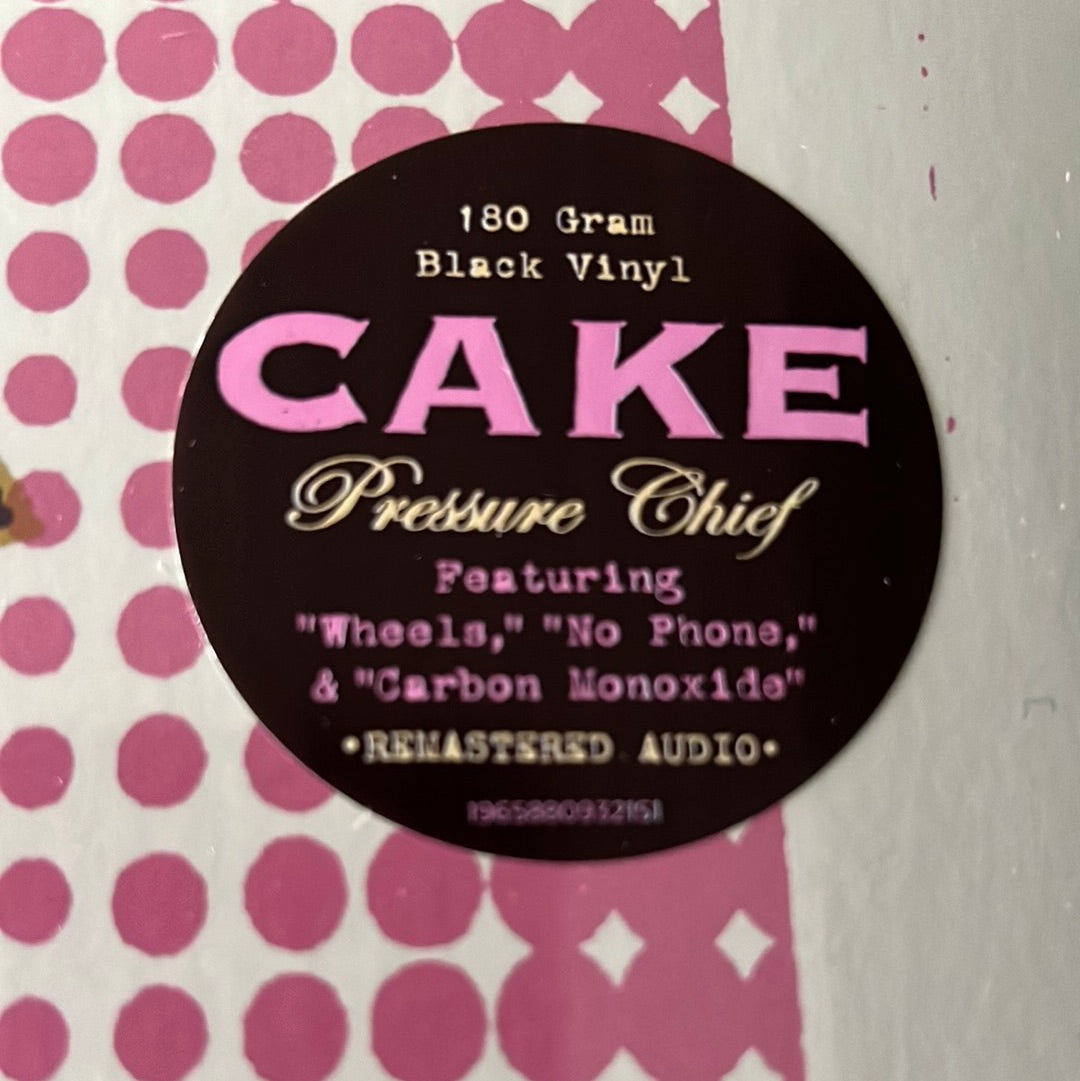 180 Gram
Black Vinyl
CAKE
Pressure Chief
Featuring
"Wheels," "No Phone,"
& "Carbon Monoxide"
•REMASTERED AUDIO•